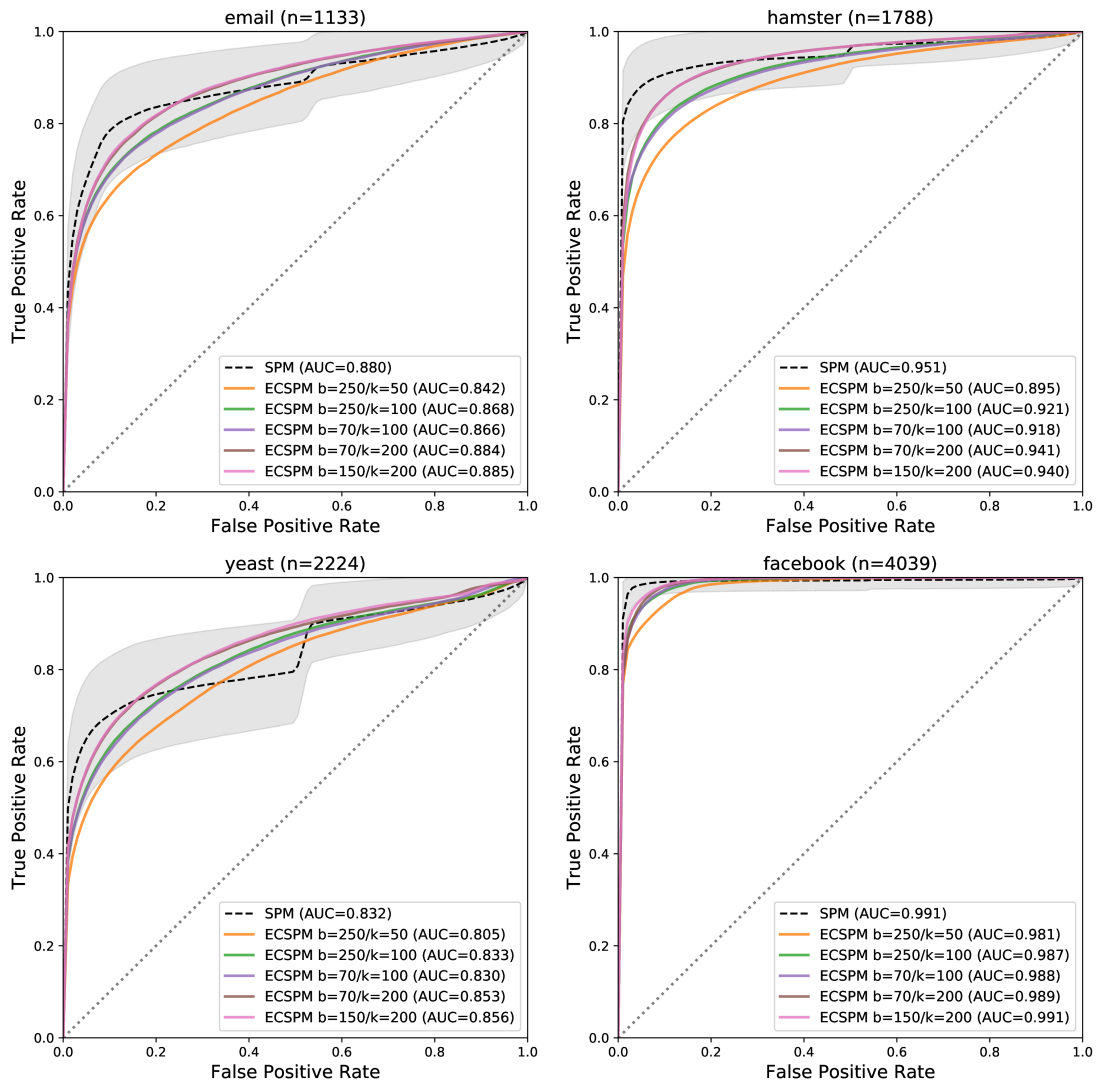 email (n=1133)
True Positive Rate
1.0
0.8
0.6
0.4
0.2
0.0
SPM (AUC=0.880)
ECSPM b=250/k=50 (AUC=0.842)
ECSPM b=250/k=100 (AUC=0.868)
ECSPM b=70/k=100 (AUC=0.866)
ECSPM b=70/k=200 (AUC=0.884)
ECSPM b=150/k=200 (AUC=0.885)
0.0 0.2 0.4 0.6 0.8 1.0
False Positive Rate
hamster (n=1788)
True Positive Rate
1.0
0.8
0.6
0.4
0.2
0.0
SPM (AUC=0.951)
ECSPM b=250/k=50 (AUC=0.895)
ECSPM b=250/k=100 (AUC=0.921)
ECSPM b=70/k=100 (AUC=0.918)
ECSPM b=70/k=200 (AUC=0.941)
ECSPM b=150/k=200 (AUC=0.940)
0.0 0.2 0.4 0.6 0.8 1.0
False Positive Rate
yeast (n=2224)
True Positive Rate
1.0
0.8
0.6
0.4
0.2
0.0
SPM (AUC=0.832)
ECSPM b=250/k=50 (AUC=0.805)
ECSPM b=250/k=100 (AUC=0.833)
ECSPM b=70/k=100 (AUC=0.830)
ECSPM b=70/k=200 (AUC=0.853)
ECSPM b=150/k=200 (AUC=0.856)
0.0 0.2 0.4 0.6 0.8 1.0
False Positive Rate
facebook (n=4039)
True Positive Rate
1.0
0.8
0.6
0.4
0.2
0.0
SPM (AUC=0.991)
ECSPM b=250/k=50 (AUC=0.981)
ECSPM b=250/k=100 (AUC=0.987)
ECSPM b=70/k=100 (AUC=0.988)
ECSPM b=70/k=200 (AUC=0.989)
ECSPM b=150/k=200 (AUC=0.991)
0.0 0.2 0.4 0.6 0.8 1.0
False Positive Rate